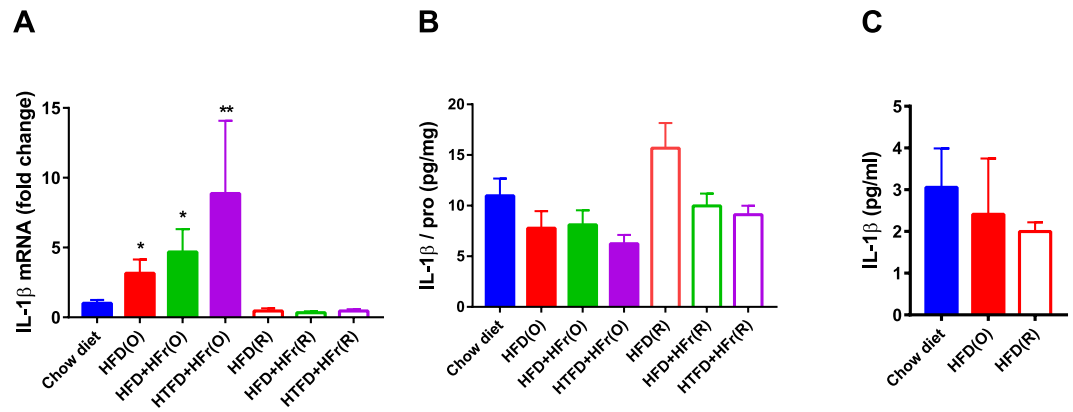 A
IL-1β mRNA (fold change)
15
10
5
0
*
*
**
Chow diet
HFD(O)
HFD+HFr(O)
HTFD+HFr(O)
HFD(R)
HFD+HFr(R)
HTFD+HFr(R)
B
IL-1β / pro (pg/mg)
20
15
10
5
0
Chow diet
HFD(O)
HFD+HFr(O)
HTFD+HFr(O)
HFD(R)
HFD+HFr(R)
HTFD+HFr(R)
C
IL-1β (pg/ml)
5
4
3
2
1
0
Chow diet
HFD(O)
HFD(R)